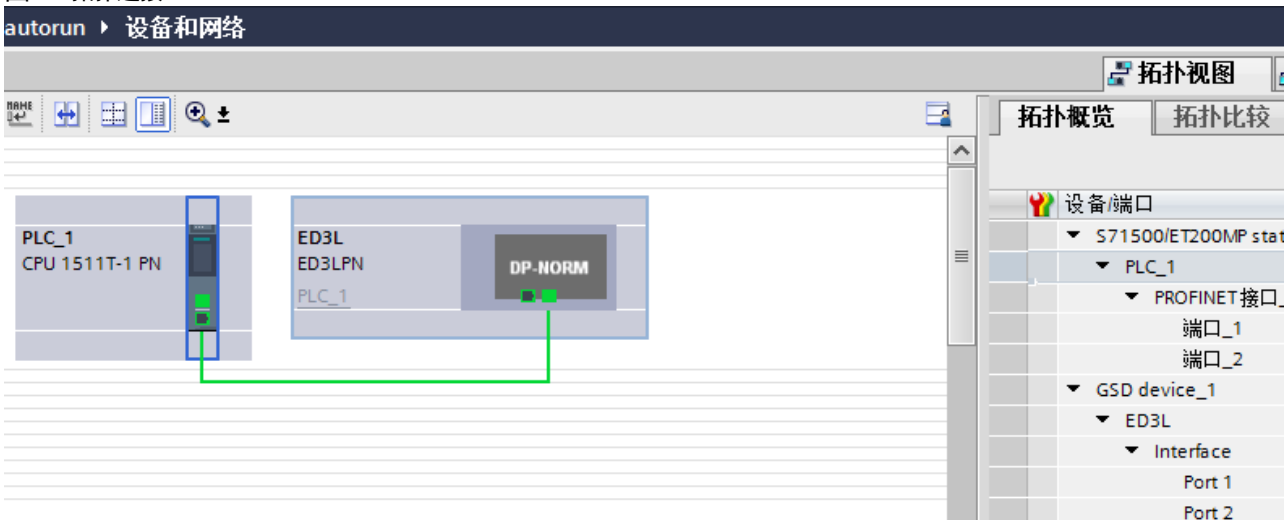 autorun ▸ 设备和网络
拓扑视图
NAME
拓扑概览
拓扑比较
设备/端口
S71500/ET200MP stat
PLC_1
PROFINET接口_
端口_1
端口_2
GSD device_1
ED3L
Interface
Port 1
Port 2
PLC_1
CPU 1511T-1 PN
ED3L
ED3LPN
PLC_1
DP-NORM